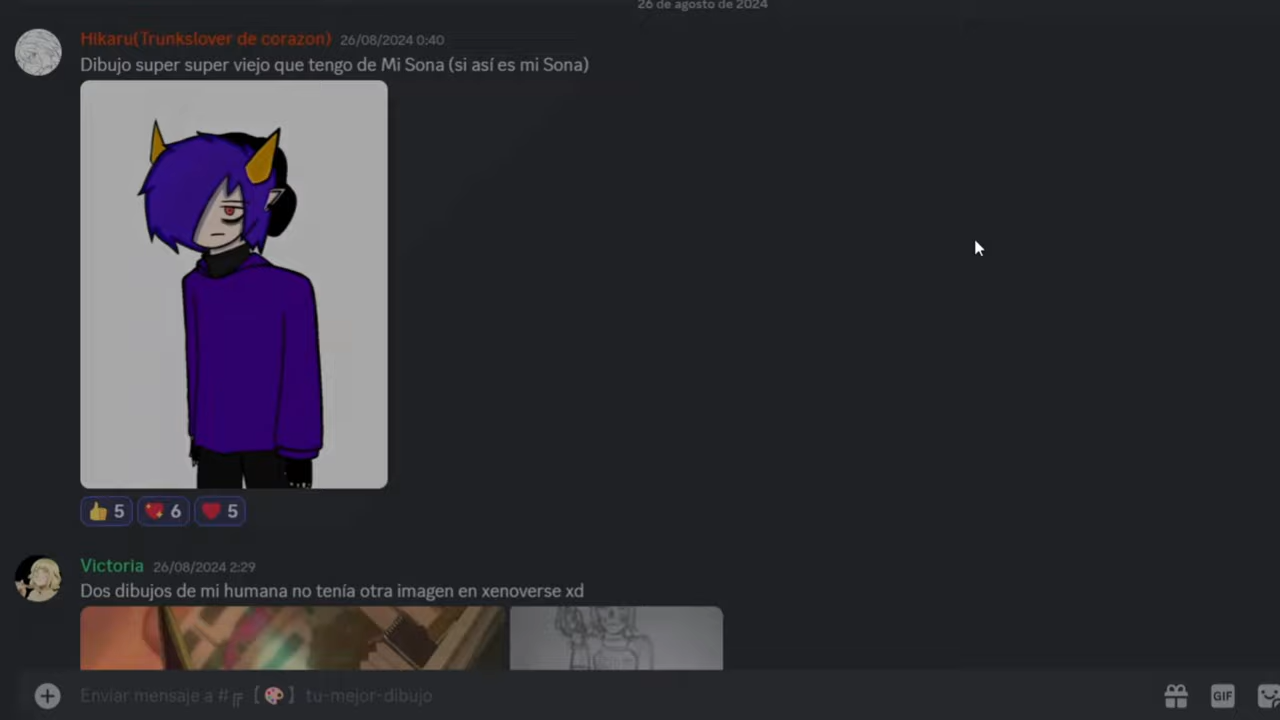 26 de agosto de 2024
Hikaru(Trunkslover de corazon) 26/08/2024 0:40
Dibujo super super viejo que tengo de Mi Sona (si así es mi Sona)
5 6 5
Victoria 26/08/2024 2:29
Dos dibujos de mi humana no tenía otra imagen en xenoverse xd
Enviar mensaje a #╔【🎨】tu-mejor-dibujo
GIF